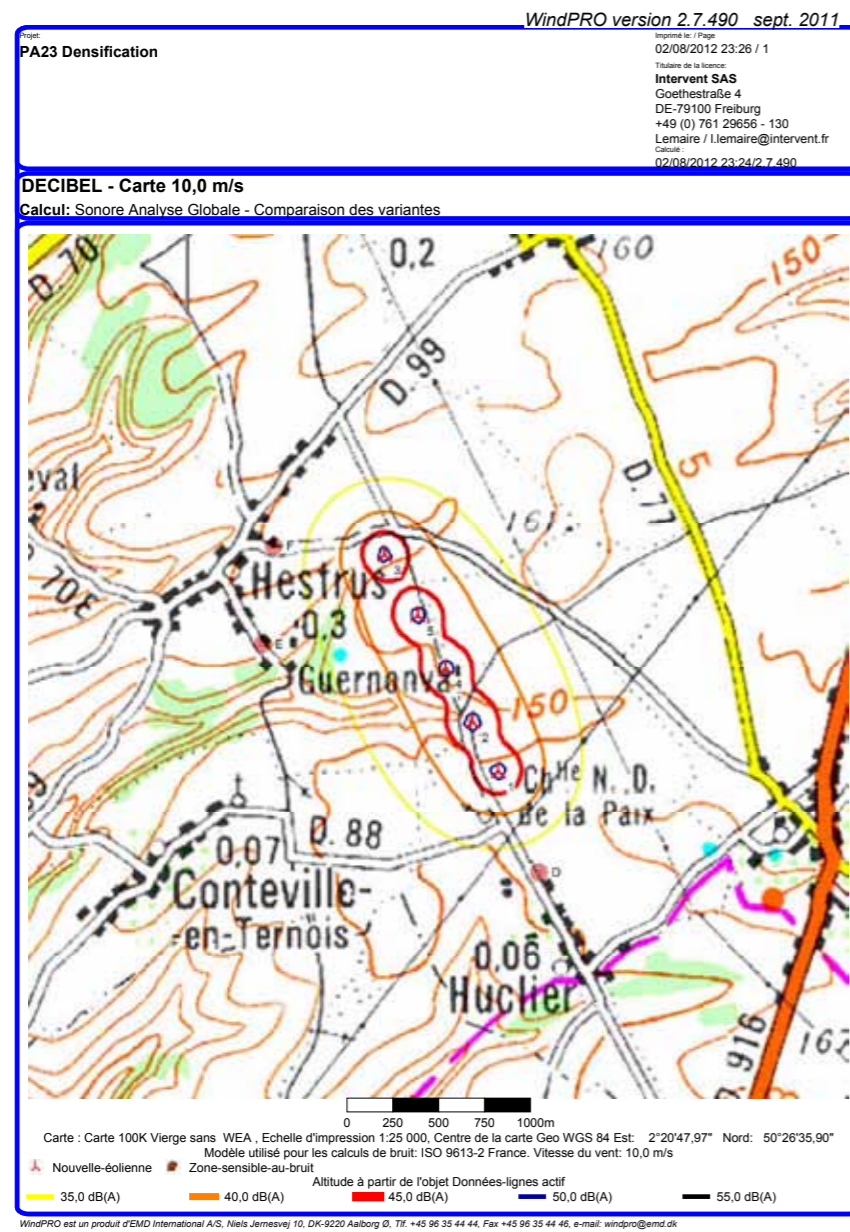 WindPRO version 2.7.490 sept. 2011
Projet:
PA23 Densification
Imprimé le: / Page
02/08/2012 23:26 / 1
Titulaire de la licence:
Intervent SAS
Goethestraße 4
DE-79100 Freiburg
+49 (0) 761 29656 - 130
Lemaire / l.lemaire@intervent.fr
Calculé :
02/08/2012 23:24/2.7.490
DECIBEL - Carte 10,0 m/s
Calcul: Sonore Analyse Globale - Comparaison des variantes
D. 70
0,2
160
150
D. 99
5
D. 77
eval
161
70E
F
Hestrus
0,3
E
Guernonval
150
Chlle N. D.
de la Paix
D. 88
0,07
Conteville-
-en-Ternois
D
0,06
Huclier
D. 916
162
0 250 500 750 1000m
Carte : Carte 100K Vierge sans WEA , Echelle d'impression 1:25 000, Centre de la carte Geo WGS 84 Est: 2°20'47,97" Nord: 50°26'35,90"
Modèle utilisé pour les calculs de bruit: ISO 9613-2 France. Vitesse du vent: 10,0 m/s
Nouvelle-éolienne Zone-sensible-au-bruit
Altitude à partir de l'objet Données-lignes actif
35,0 dB(A) 40,0 dB(A) 45,0 dB(A) 50,0 dB(A) 55,0 dB(A)
WindPRO est un produit d'EMD International A/S, Niels Jernesvej 10, DK-9220 Aalborg Ø, Tlf. +45 96 35 44 44, Fax +45 96 35 44 46, e-mail: windpro@emd.dk